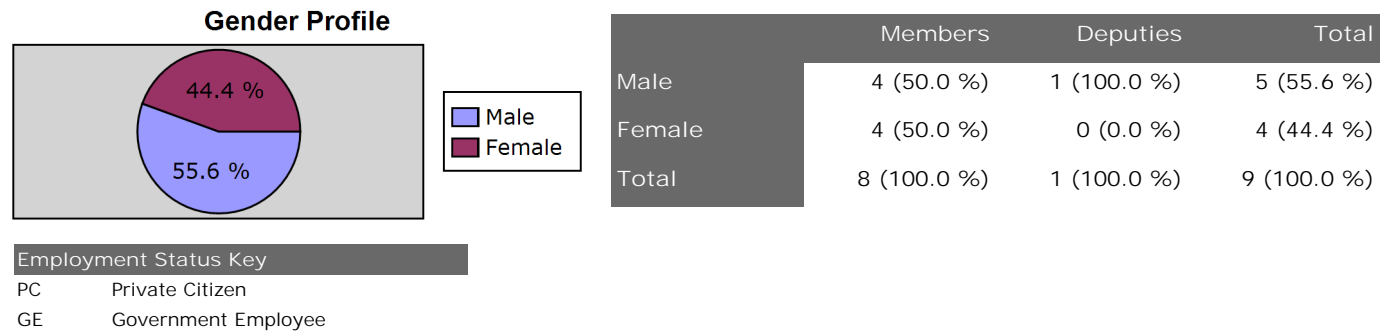 Gender Profile
44.4 %
55.6 %
Male
Female
Members Deputies Total
Male 4 (50.0 %) 1 (100.0 %) 5 (55.6 %)
Female 4 (50.0 %) 0 (0.0 %) 4 (44.4 %)
Total 8 (100.0 %) 1 (100.0 %) 9 (100.0 %)
Employment Status Key
PC Private Citizen
GE Government Employee